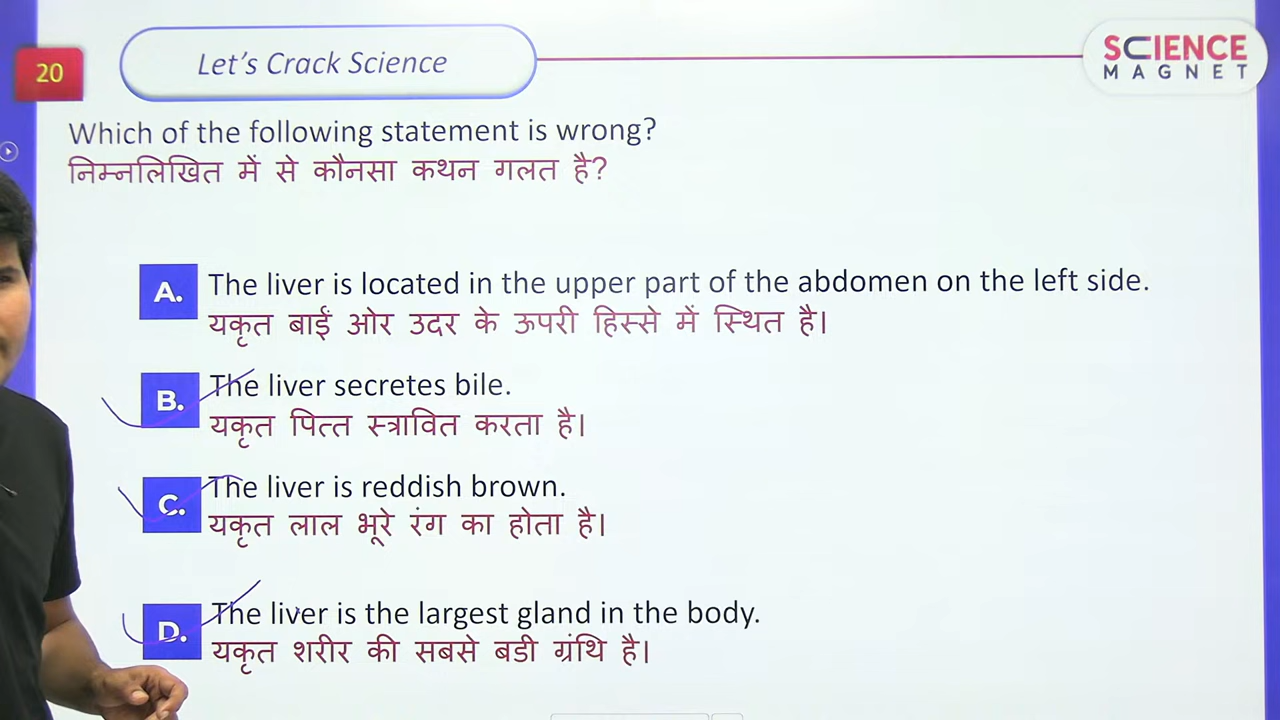 20
Let's Crack Science
SCIENCE
MAGNET
Which of the following statement is wrong?
निम्नलिखित में से कौनसा कथन गलत है?
A. The liver is located in the upper part of the abdomen on the left side.
यकृत बाईं ओर उदर के ऊपरी हिस्से में स्थित है।
B. The liver secretes bile.
यकृत पित्त स्त्रावित करता है।
C. The liver is reddish brown.
यकृत लाल भूरे रंग का होता है।
D. The liver is the largest gland in the body.
यकृत शरीर की सबसे बडी ग्रंथि है।